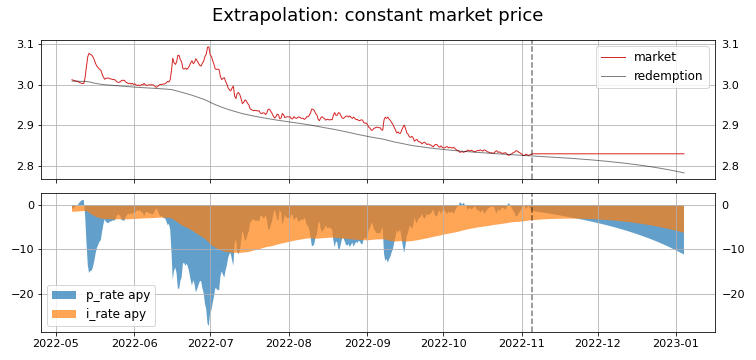 Extrapolation: constant market price
3.1
3.1
market
redemption
3.0
3.0
2.9
2.9
2.8
2.8
0
0
−10
−10
−20
−20
p_rate apy
i_rate apy
2022-05 2022-06 2022-07 2022-08 2022-09 2022-10 2022-11 2022-12 2023-01